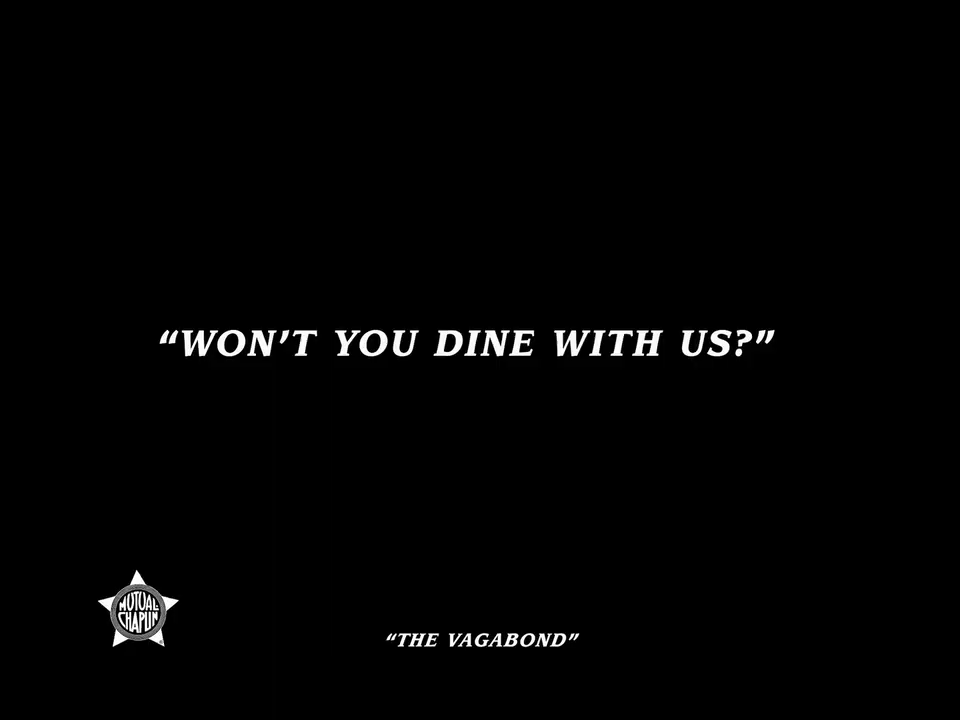 “WON’T YOU DINE WITH US?”
MUTUAL
CHAPLIN
“THE VAGABOND”